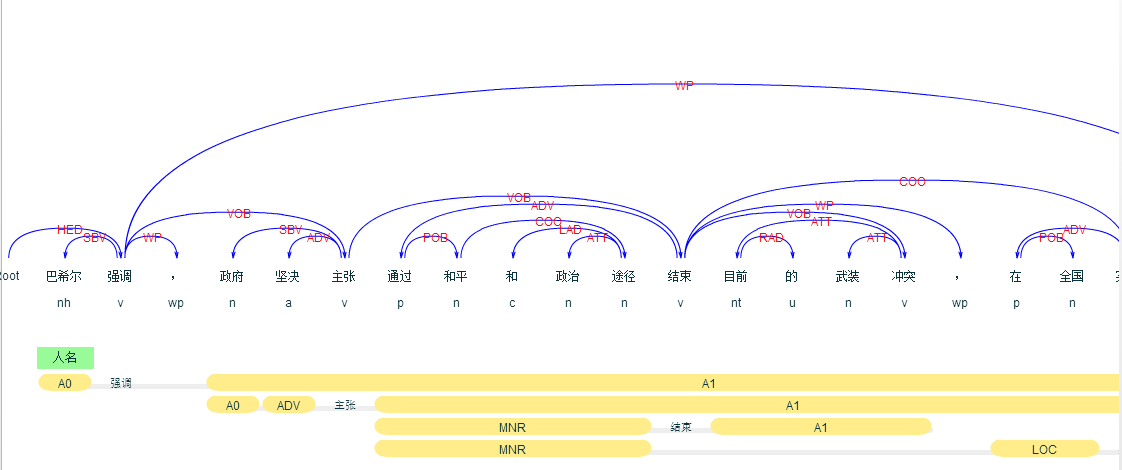 WP
COO
VOB
ADV
WP
VOB SBV VOB
COO ATT
HED LAD ADV
SBV WP ADV POB ATT RAD ATT POB
巴希尔 强调 ， 政府 坚决 主张 通过 和平 和 政治 途径 结束 目前 的 武装 冲突 ， 在 全国
nh v wp n a v p n c n n v nt u n v wp p n
人名
A0 强调 A1
A0 ADV 主张 A1
MNR 结束 A1
MNR LOC